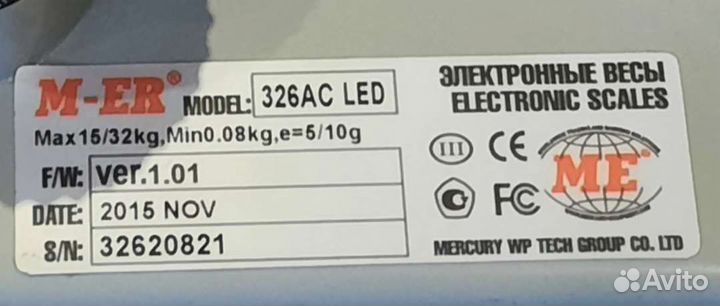 M-ER® MODEL: 326AC LED
Max15/32kg,Min0.08kg,e=5/10g
F/W: ver.1.01
DATE: 2015 NOV
S/N: 32620821
ЭЛЕКТРОННЫЕ ВЕСЫ
ELECTRONIC SCALES
III CE
FC
ME
MERCURY WP TECH GROUP CO. LTD
Avito